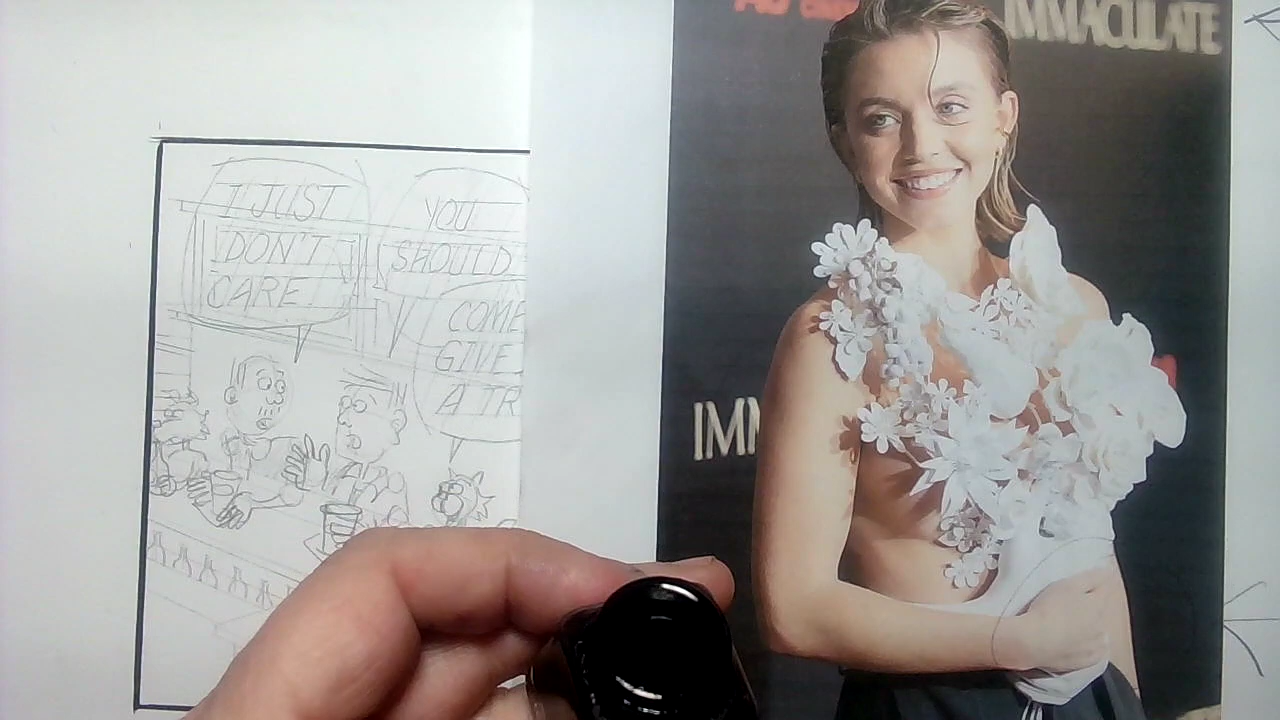 I JUST
DON'T
CARE!
YOU
SHOULD
COME
GIVE
A TR
IMMACULATE
IMM